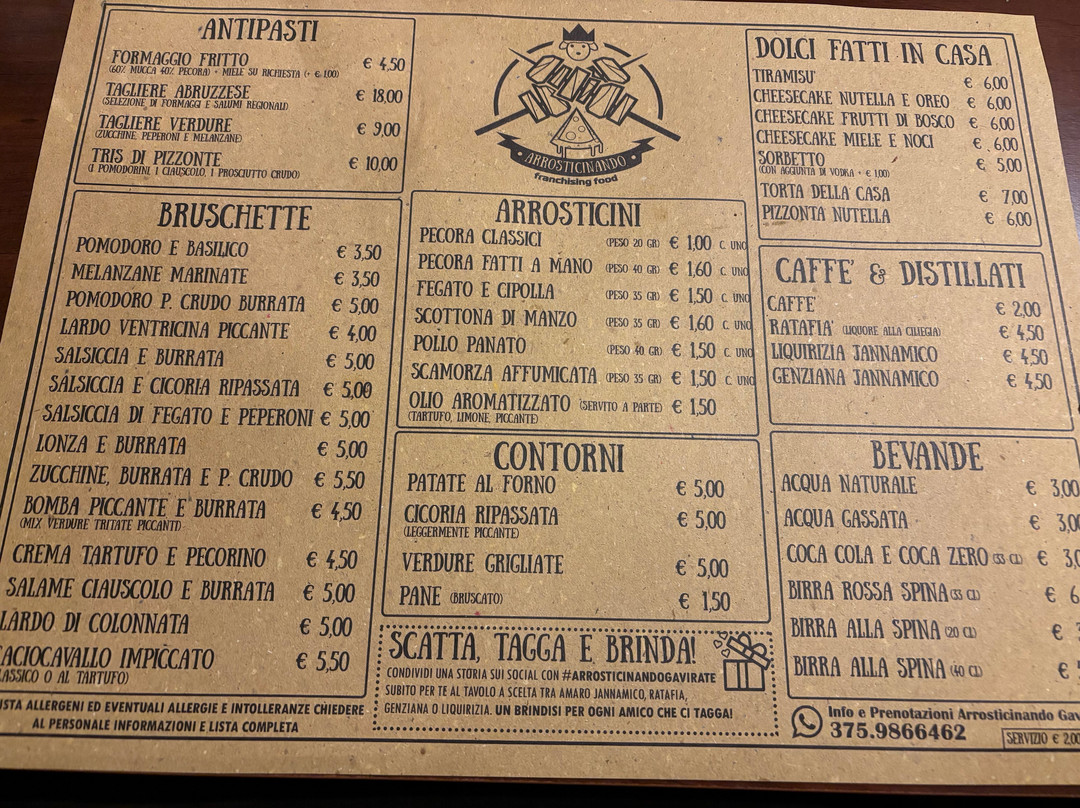 ANTIPASTI
FORMAGGIO FRITTO € 4,50
(60% MUCCA 40% PECORA) + MIELE SU RICHIESTA (+ € 1,00)
TAGLIERE ABRUZZESE € 18,00
(SELEZIONE DI FORMAGGI E SALUMI REGIONALI)
TAGLIERE VERDURE € 9,00
(ZUCCHINE, PEPERONI E MELANZANE)
TRIS DI PIZZONTE € 10,00
(1 POMODORINI, 1 CIAUSCOLO, 1 PROSCIUTTO CRUDO)
BRUSCHETTE
POMODORO E BASILICO € 3,50
MELANZANE MARINATE € 3,50
POMODORO P. CRUDO BURRATA € 5,00
LARDO VENTRICINA PICCANTE € 4,00
SALSICCIA E BURRATA € 5,00
SALSICCIA E CICORIA RIPASSATA € 5,00
SALSICCIA DI FEGATO E PEPERONI € 5,00
LONZA E BURRATA € 5,00
ZUCCHINE, BURRATA E P. CRUDO € 5,50
BOMBA PICCANTE E BURRATA € 4,50
(MIX VERDURE TRITATE PICCANTI)
CREMA TARTUFO E PECORINO € 4,50
SALAME CIAUSCOLO E BURRATA € 5,00
LARDO DI COLONNATA € 5,00
ACIOCAVALLO IMPICCATO € 5,50
LASSICO O AL TARTUFO)
ISTA ALLERGENI ED EVENTUALI ALLERGIE E INTOLLERANZE CHIEDERE
AL PERSONALE INFORMAZIONI E LISTA COMPLETA
ARROSTICINANDO
franchising food
ARROSTICINI
PECORA CLASSICI (PESO 20 GR) € 1,00 C. UNO
PECORA FATTI A MANO (PESO 40 GR) € 1,60 C. UNO
FEGATO E CIPOLLA (PESO 35 GR) € 1,50 C. UNO
SCOTTONA DI MANZO (PESO 35 GR) € 1,60 C. UNO
POLLO PANATO (PESO 40 GR) € 1,50 C. UNO
SCAMORZA AFFUMICATA (PESO 35 GR) € 1,50 C. UNO
OLIO AROMATIZZATO (SERVITO A PARTE) € 1,50
(TARTUFO, LIMONE, PICCANTE)
CONTORNI
PATATE AL FORNO € 5,00
CICORIA RIPASSATA € 5,00
(LEGGERMENTE PICCANTE)
VERDURE GRIGLIATE € 5,00
PANE (BRUSCATO) € 1,50
SCATTA, TAGGA E BRINDA!
CONDIVIDI UNA STORIA SUI SOCIAL CON #ARROSTICINANDOGAVIRATE
SUBITO PER TE AL TAVOLO A SCELTA TRA AMARO JANNAMICO, RATAFIA,
GENZIANA O LIQUIRIZIA. UN BRINDISI PER OGNI AMICO CHE CI TAGGA!
DOLCI FATTI IN CASA
TIRAMISU' € 6,00
CHEESECAKE NUTELLA E OREO € 6,00
CHEESECAKE FRUTTI DI BOSCO € 6,00
CHEESECAKE MIELE E NOCI € 6,00
SORBETTO € 5,00
(CON AGGIUNTA DI VODKA + € 1,00)
TORTA DELLA CASA € 7,00
PIZZONTA NUTELLA € 6,00
CAFFE' & DISTILLATI
CAFFE' € 2,00
RATAFIA' (LIQUORE ALLA CILIEGIA) € 4,50
LIQUIRIZIA JANNAMICO € 4,50
GENZIANA JANNAMICO € 4,50
BEVANDE
ACQUA NATURALE € 3,00
ACQUA GASSATA € 3,00
COCA COLA E COCA ZERO (33 Cl) € 3,0
BIRRA ROSSA SPINA (33 Cl) € 6
BIRRA ALLA SPINA (20 Cl) €
BIRRA ALLA SPINA (40 Cl) €
Info e Prenotazioni Arrosticinando Gav
375.9866462
SERVIZIO € 2,00